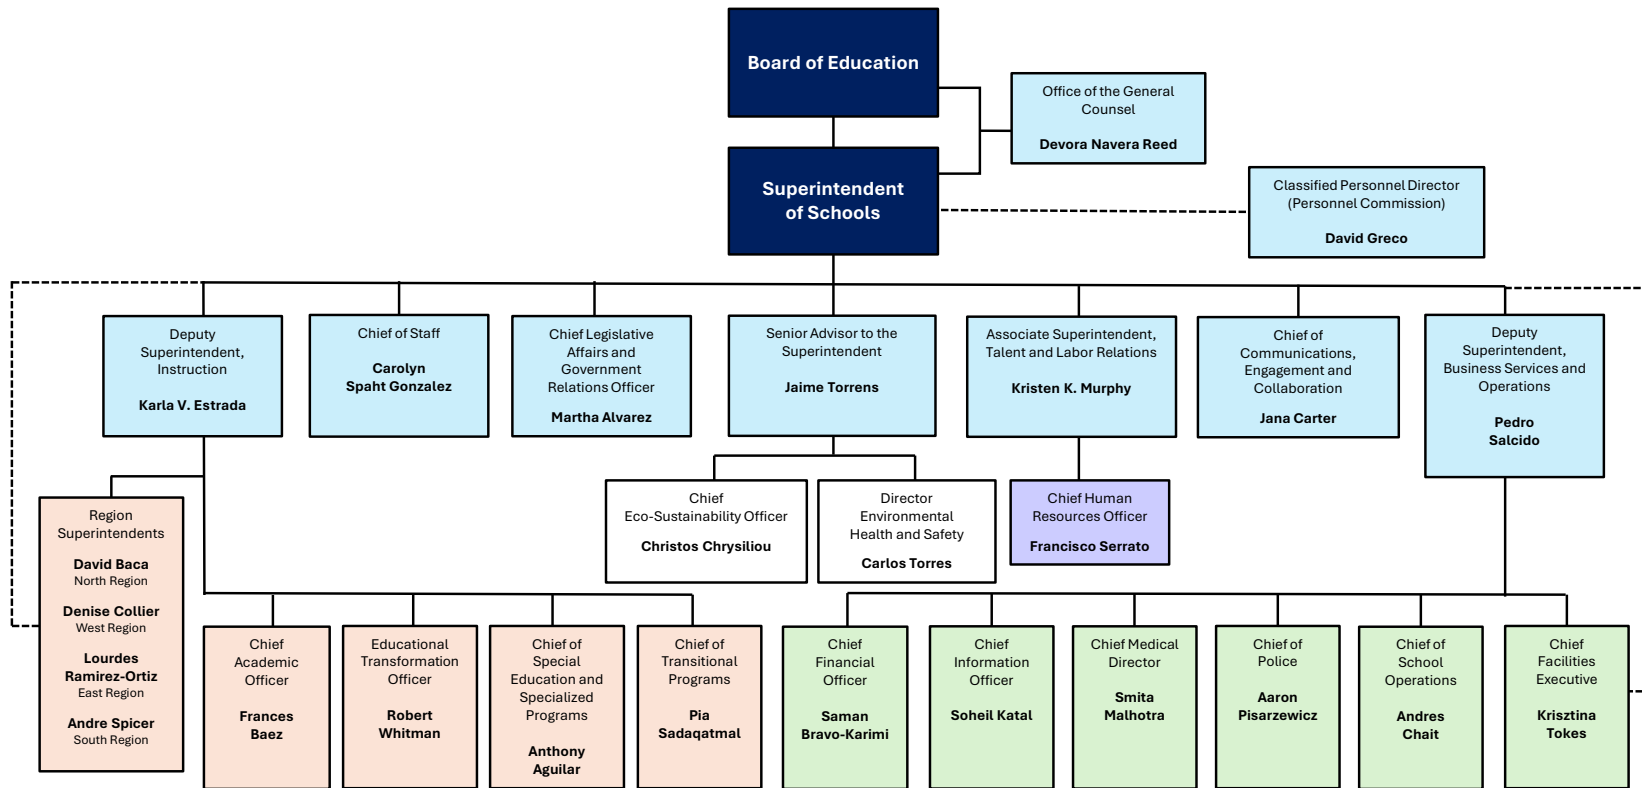 Board of Education
Office of the General
Counsel
Devora Navera Reed
Superintendent
of Schools
Classified Personnel Director
(Personnel Commission)
David Greco
Deputy
Superintendent,
Instruction
Karla V. Estrada
Chief of Staff
Carolyn
Spaht Gonzalez
Chief Legislative
Affairs and
Government
Relations Officer
Martha Alvarez
Senior Advisor to the
Superintendent
Jaime Torrens
Associate Superintendent,
Talent and Labor Relations
Kristen K. Murphy
Chief of
Communications,
Engagement and
Collaboration
Jana Carter
Deputy
Superintendent,
Business Services and
Operations
Pedro
Salcido
Region
Superintendents
David Baca
North Region
Denise Collier
West Region
Lourdes
Ramirez-Ortiz
East Region
Andre Spicer
South Region
Chief
Eco-Sustainability Officer
Christos Chrysiliou
Director
Environmental
Health and Safety
Carlos Torres
Chief Human
Resources Officer
Francisco Serrato
Chief
Academic
Officer
Frances
Baez
Educational
Transformation
Officer
Robert
Whitman
Chief of
Special
Education and
Specialized
Programs
Anthony
Aguilar
Chief of
Transitional
Programs
Pia
Sadaqatmal
Chief
Financial
Officer
Saman
Bravo-Karimi
Chief
Information
Officer
Soheil Katal
Chief Medical
Director
Smita
Malhotra
Chief of
Police
Aaron
Pisarzewicz
Chief of
School
Operations
Andres
Chait
Chief
Facilities
Executive
Krisztina
Tokes